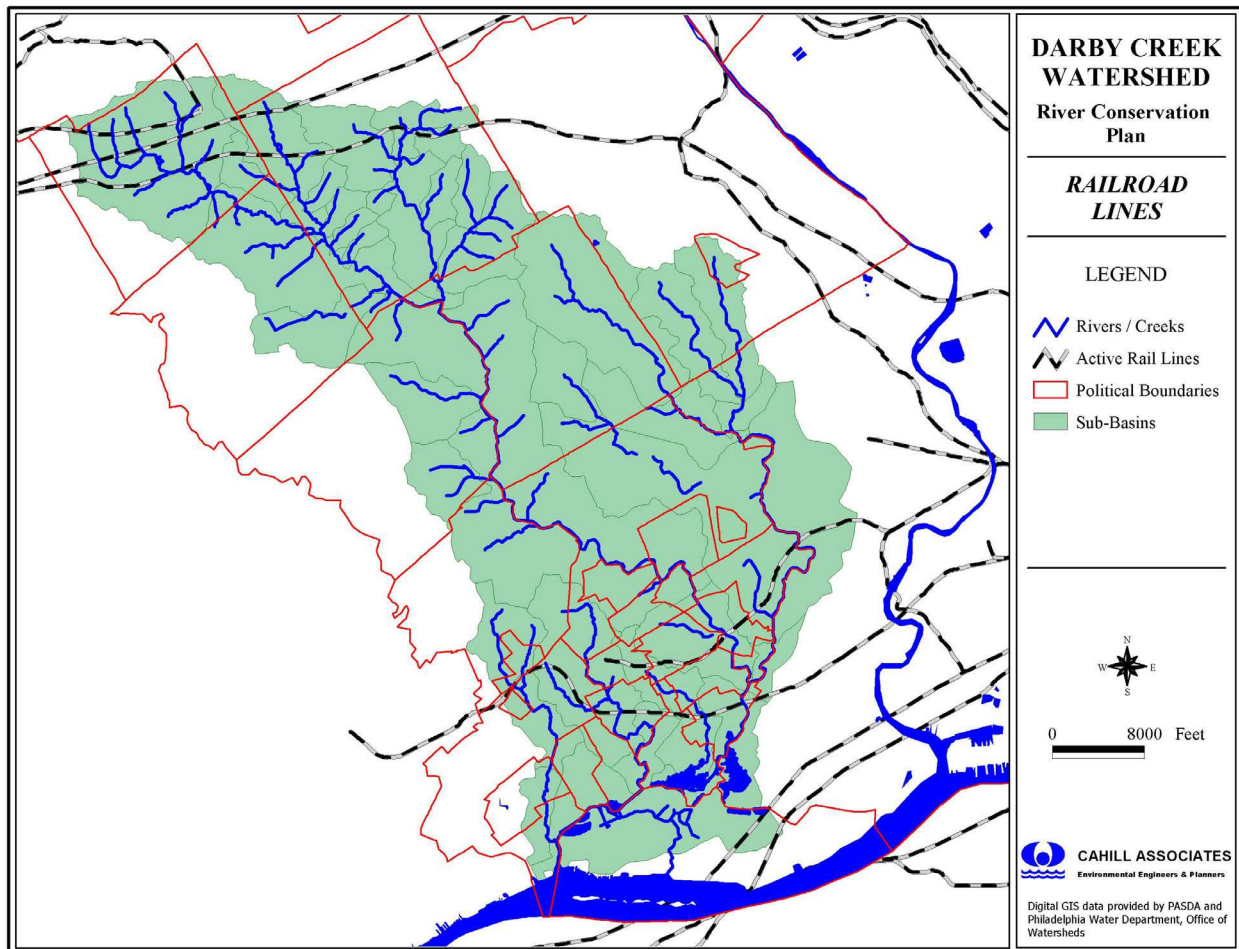 DARBY CREEK
WATERSHED
River Conservation
Plan
RAILROAD
LINES
LEGEND
Rivers / Creeks
Active Rail Lines
Political Boundaries
Sub-Basins
N
W E
S
0 8000 Feet
CAHILL ASSOCIATES
Environmental Engineers & Planners
Digital GIS data provided by PASDA and
Philadelphia Water Department, Office of
Watersheds